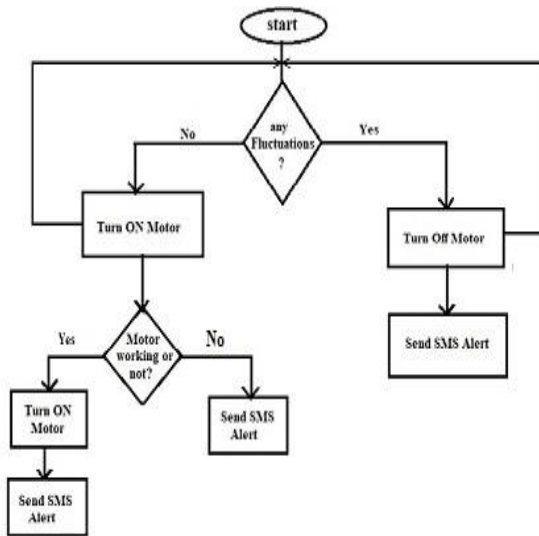 start
any
Fluctuations
?
No
Yes
Turn ON Motor
Turn Off Motor
Motor
working or
not?
Yes
No
Send SMS Alert
Turn ON
Motor
Send SMS
Alert
Send SMS
Alert